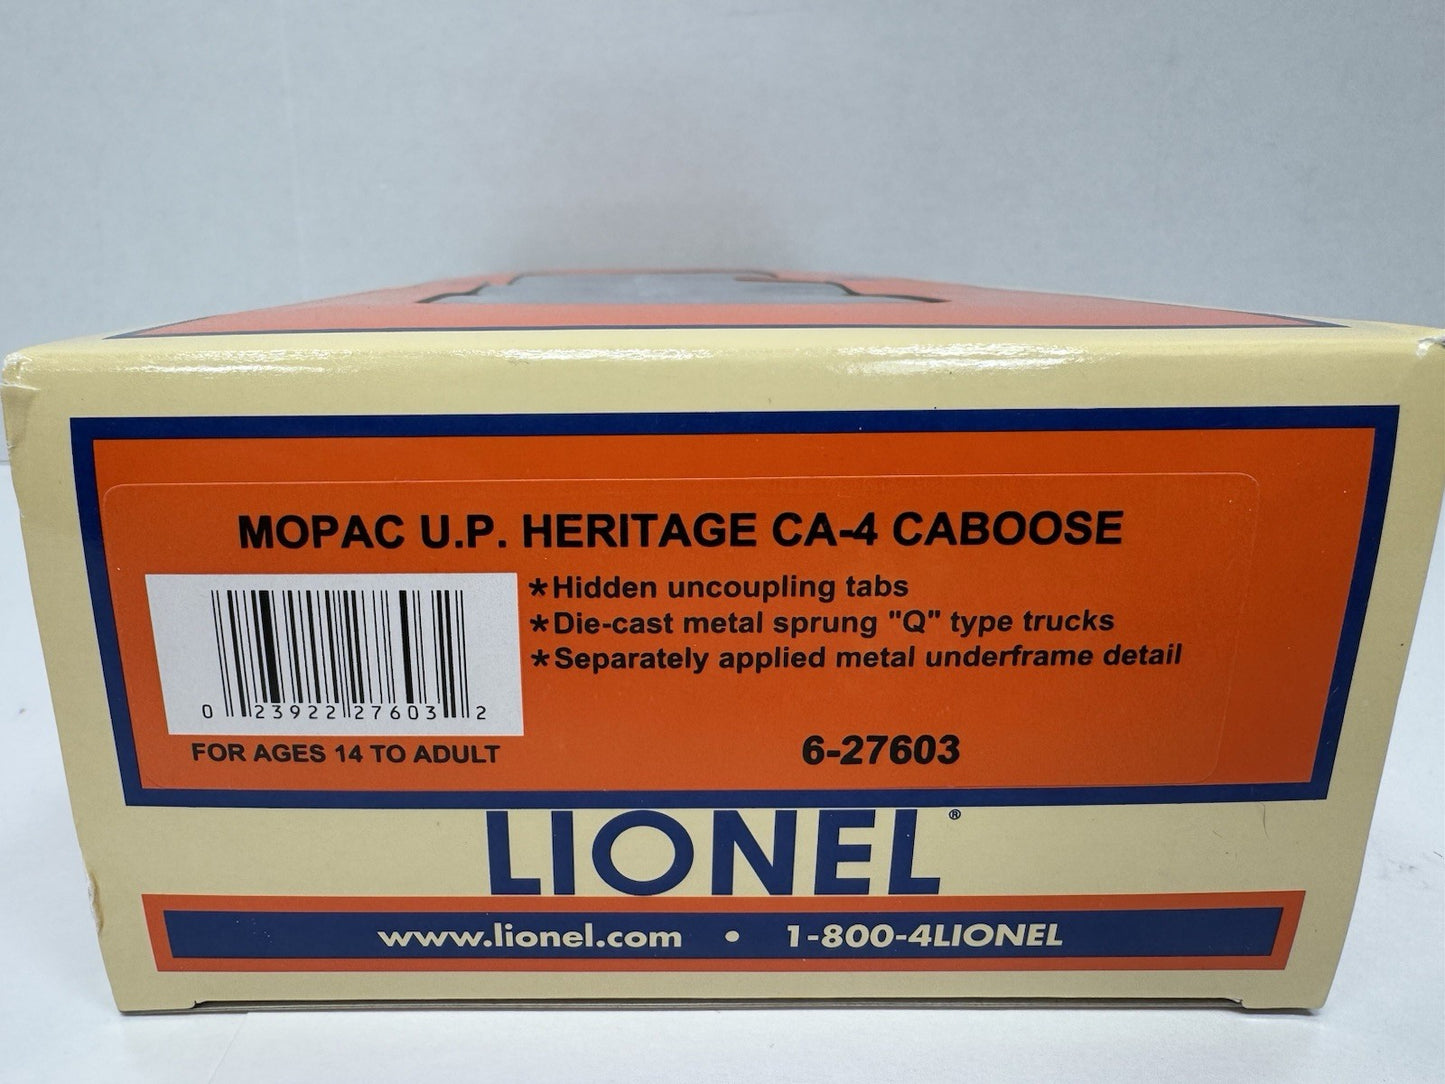 MOPAC U.P. HERITAGE CA-4 CABOOSE
*Hidden uncoupling tabs
*Die-cast metal sprung "Q" type trucks
*Separately applied metal underframe detail
0 23922 27603 2
FOR AGES 14 TO ADULT
6-27603
LIONEL®
www.lionel.com • 1-800-4LIONEL